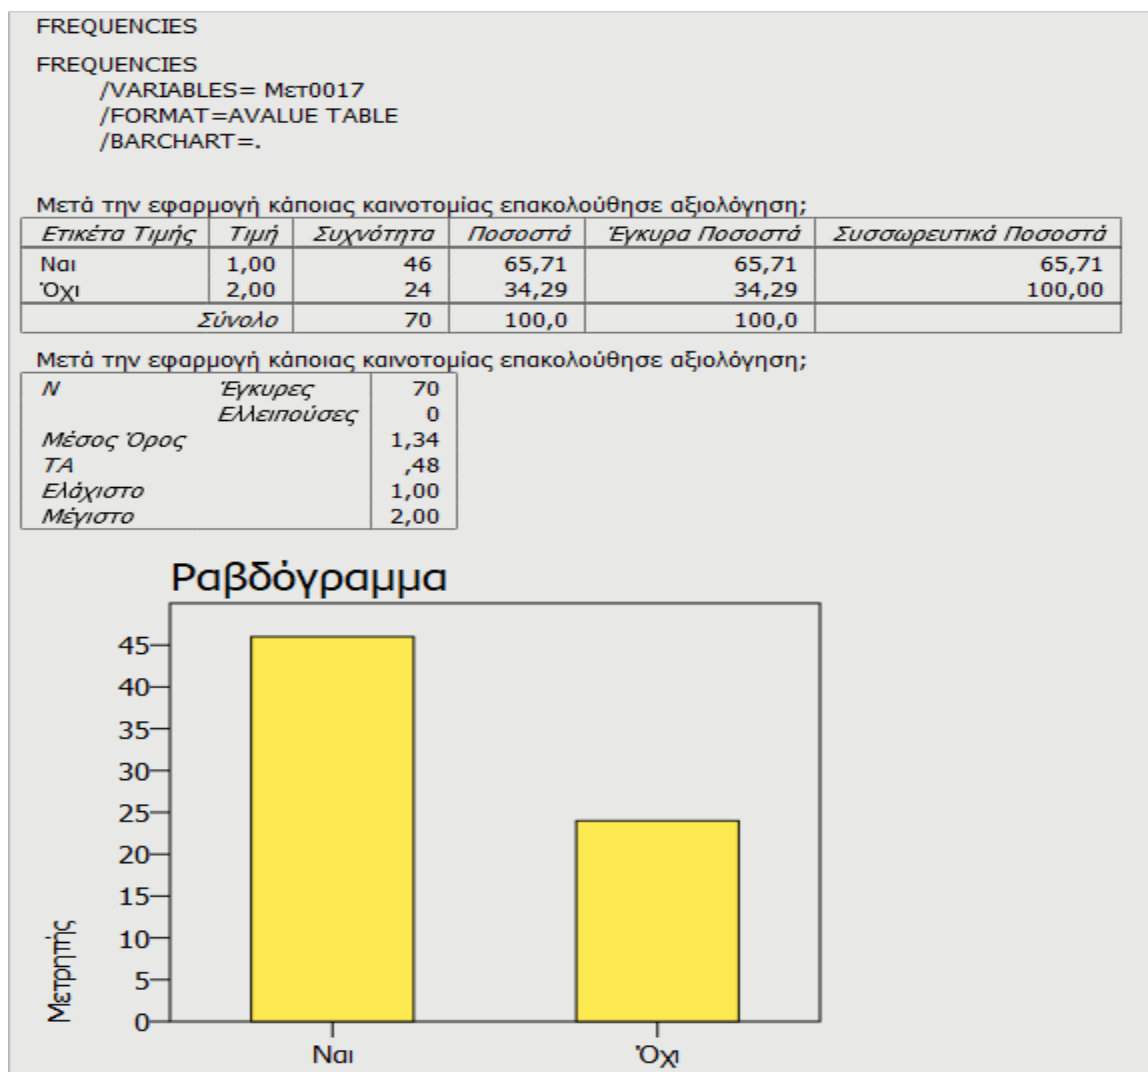 FREQUENCIES
FREQUENCIES
/VARIABLES= Μετ0017
/FORMAT=AVALUE TABLE
/BARCHART=.
Μετά την εφαρμογή κάποιας καινοτομίας επακολούθησε αξιολόγηση;
Ετικέτα Τιμής Τιμή Συχνότητα Ποσοστά Έγκυρα Ποσοστά Συσσωρευτικά Ποσοστά
Ναι 1,00 46 65,71 65,71 65,71
Όχι 2,00 24 34,29 34,29 100,00
Σύνολο 70 100,0 100,0
Μετά την εφαρμογή κάποιας καινοτομίας επακολούθησε αξιολόγηση;
N Έγκυρες 70
Ελλειπούσες 0
Μέσος Όρος 1,34
ΤΑ ,48
Ελάχιστο 1,00
Μέγιστο 2,00
Ραβδόγραμμα
45
40
35
30
25
20
15
10
5
0
Μετρητής
Ναι Όχι